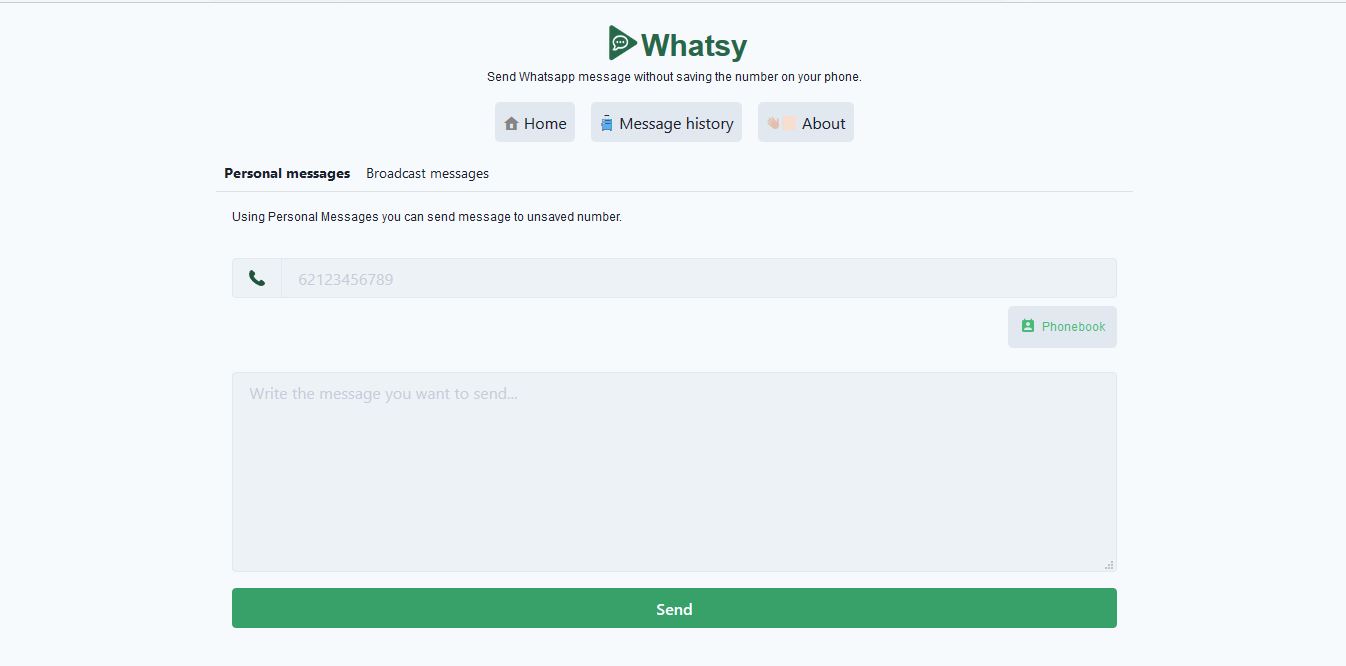 Whatsy
Send Whatsapp message without saving the number on your phone.
Home
Message history
About
Personal messages
Broadcast messages
Using Personal Messages you can send message to unsaved number.
62123456789
Phonebook
Write the message you want to send...
Send